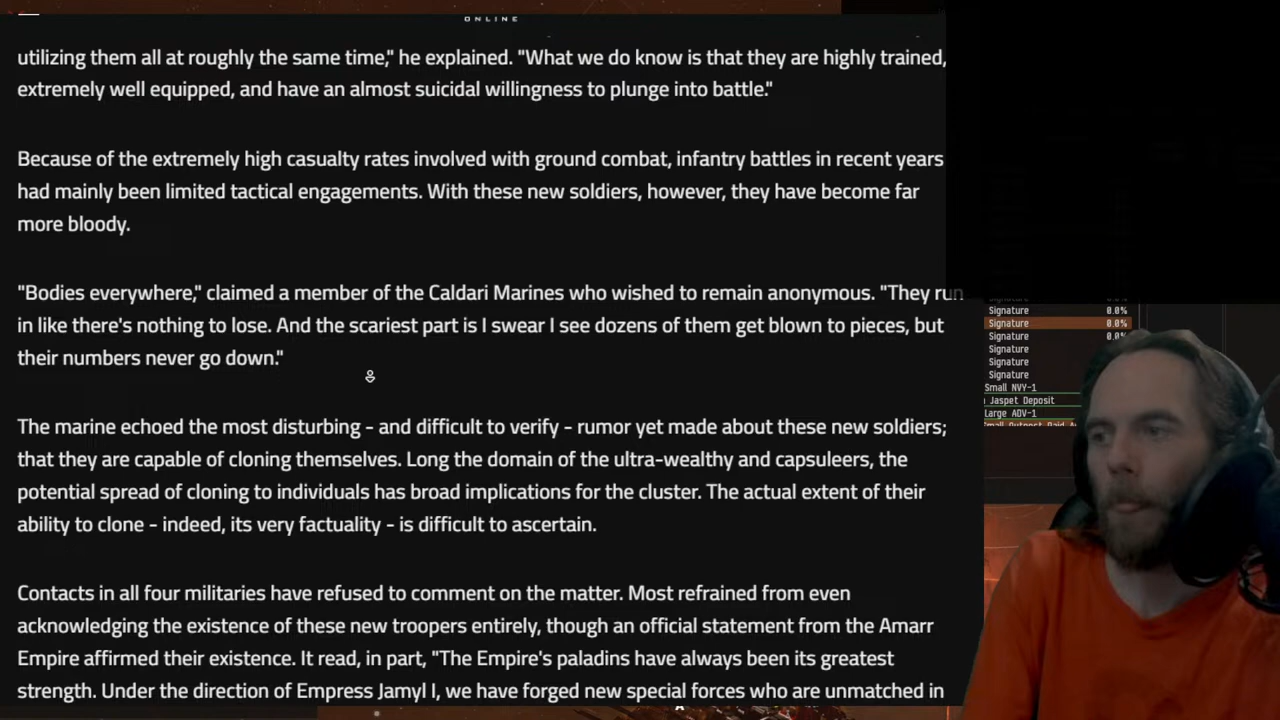 ONLINE
utilizing them all at roughly the same time," he explained. "What we do know is that they are highly trained,
extremely well equipped, and have an almost suicidal willingness to plunge into battle."
Because of the extremely high casualty rates involved with ground combat, infantry battles in recent years
had mainly been limited tactical engagements. With these new soldiers, however, they have become far
more bloody.
"Bodies everywhere," claimed a member of the Caldari Marines who wished to remain anonymous. "They run
in like there's nothing to lose. And the scariest part is I swear I see dozens of them get blown to pieces, but
their numbers never go down."
The marine echoed the most disturbing - and difficult to verify - rumor yet made about these new soldiers;
that they are capable of cloning themselves. Long the domain of the ultra-wealthy and capsuleers, the
potential spread of cloning to individuals has broad implications for the cluster. The actual extent of their
ability to clone - indeed, its very factuality - is difficult to ascertain.
Contacts in all four militaries have refused to comment on the matter. Most refrained from even
acknowledging the existence of these new troopers entirely, though an official statement from the Amarr
Empire affirmed their existence. It read, in part, "The Empire's paladins have always been its greatest
strength. Under the direction of Empress Jamyl I, we have forged new special forces who are unmatched in
Signature 0.0%
Signature 0.0%
Signature 0.0%
Signature
Signature
Signature
Small NVY-1
Jaspet Deposit
Large ADV-1
Small Outpost